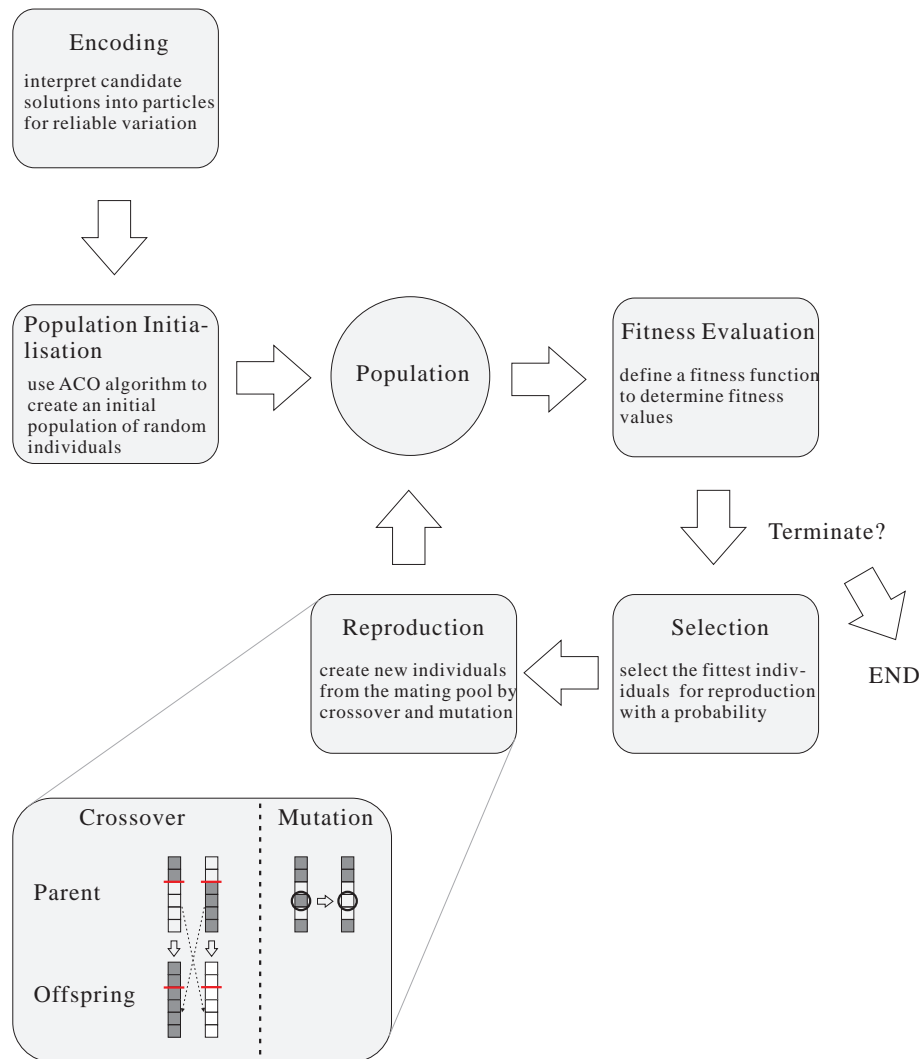 Encoding
interpret candidate
solutions into particles
for reliable variation
Population Initia-
lisation
use ACO algorithm to
create an initial
population of random
individuals
Population
Fitness Evaluation
define a fitness function
to determine fitness
values
Terminate?
END
Selection
select the fittest indiv-
iduals for reproduction
with a probability
Reproduction
create new individuals
from the mating pool by
crossover and mutation
Crossover
Mutation
Parent
Offspring